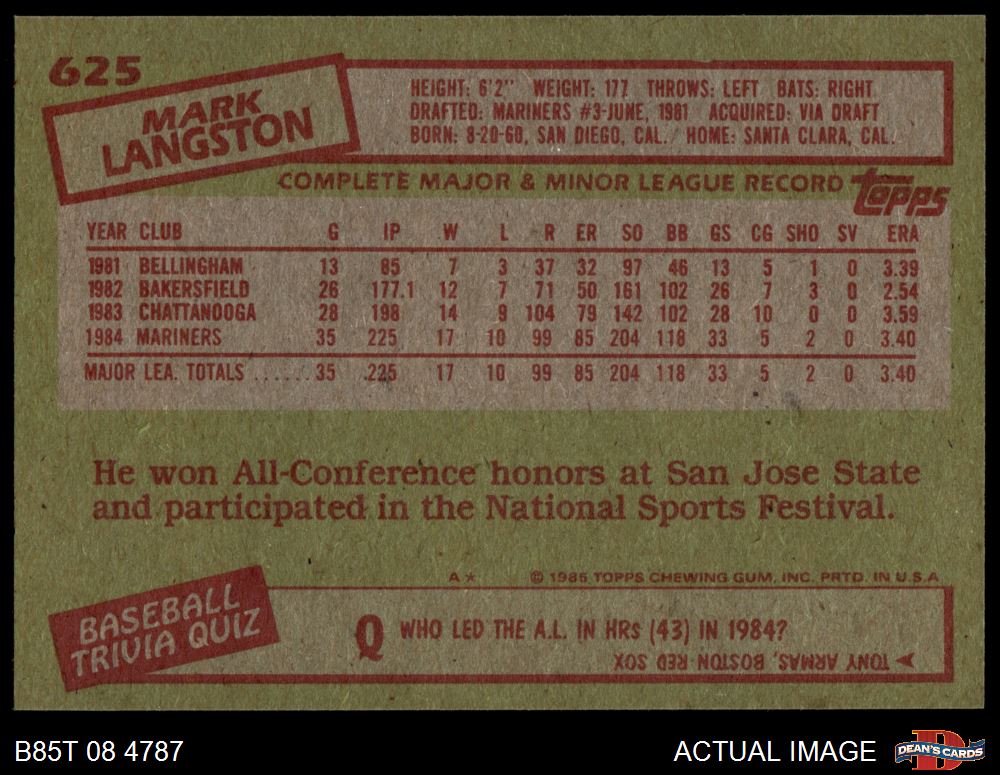 625
MARK
LANGSTON
HEIGHT: 6'2" WEIGHT: 177 THROWS: LEFT BATS: RIGHT
DRAFTED: MARINERS #3-JUNE, 1981 ACQUIRED: VIA DRAFT
BORN: 8-20-60, SAN DIEGO, CAL. HOME: SANTA CLARA, CAL.
COMPLETE MAJOR & MINOR LEAGUE RECORD topps
YEAR CLUB G IP W L R ER SO BB GS CG SHO SV ERA
1981 BELLINGHAM 13 85 7 3 37 32 97 46 13 5 1 0 3.39
1982 BAKERSFIELD 26 177.1 12 7 71 50 161 102 26 7 3 0 2.54
1983 CHATTANOOGA 28 198 14 9 104 79 142 102 28 10 0 0 3.59
1984 MARINERS 35 225 17 10 99 85 204 118 33 5 2 0 3.40
MAJOR LEA. TOTALS ......35 225 17 10 99 85 204 118 33 5 2 0 3.40
He won All-Conference honors at San Jose State
and participated in the National Sports Festival.
A* © 1985 TOPPS CHEWING GUM, INC. PRTD. IN U.S.A.
BASEBALL
TRIVIA QUIZ
Q WHO LED THE A.L. IN HRs (43) IN 1984?
TONY ARMAS, BOSTON RED SOX
B85T 08 4787
ACTUAL IMAGE
D
DEAN'S CARDS